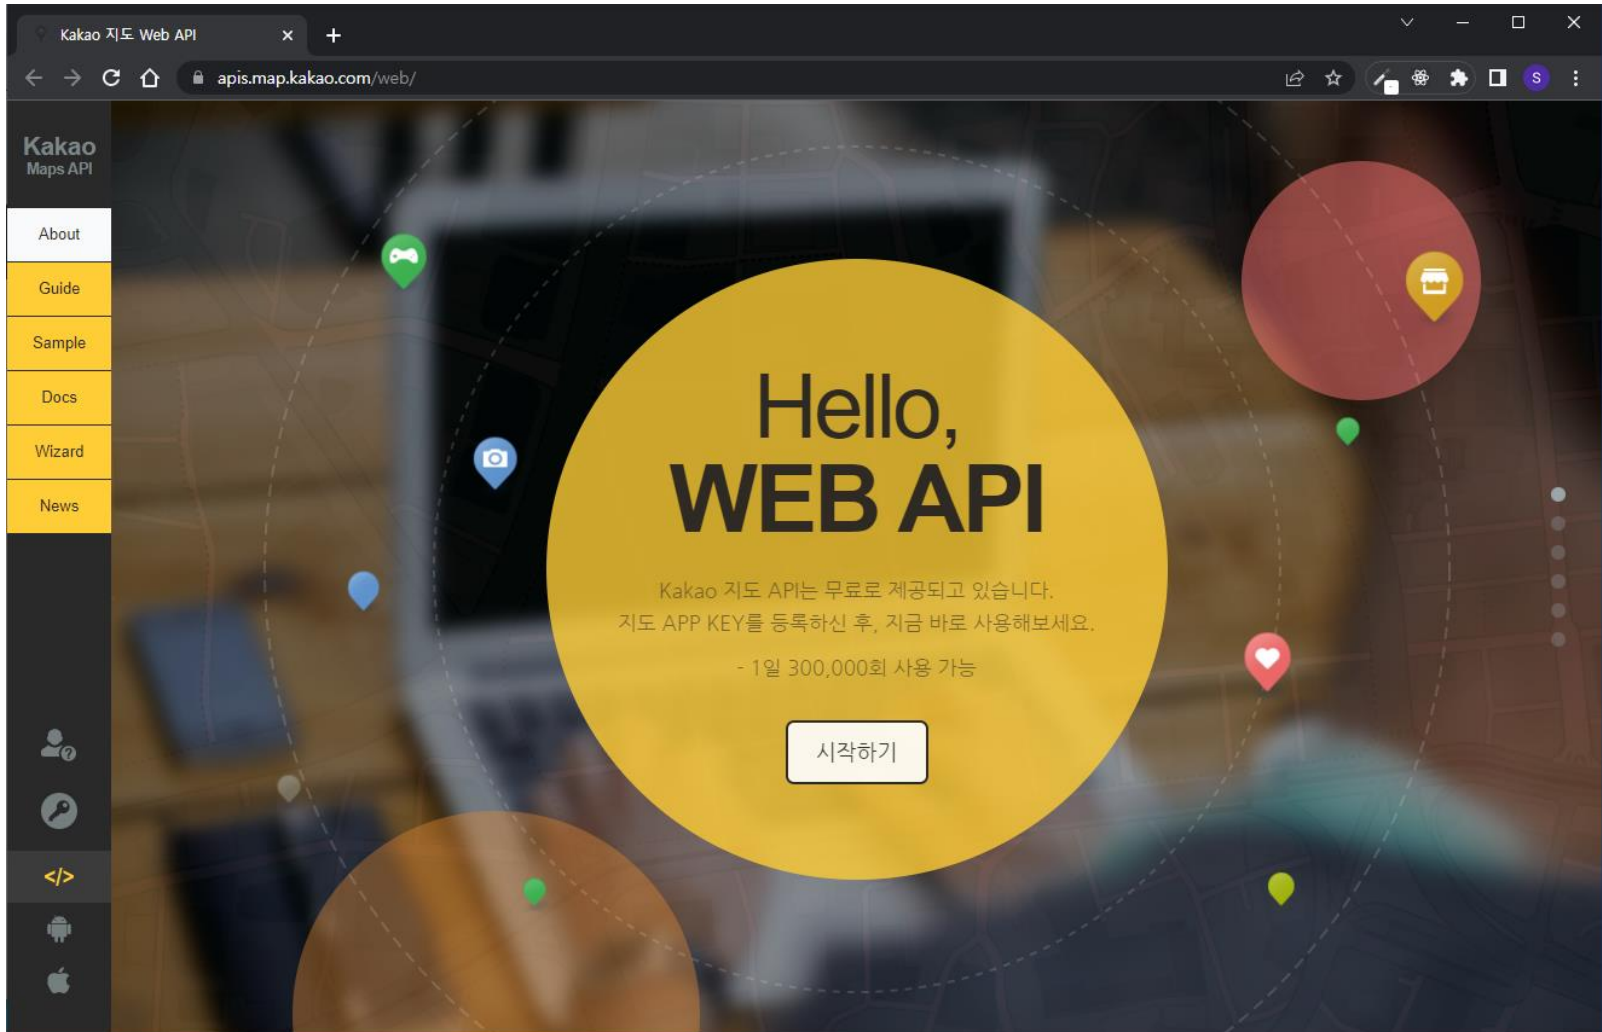 Kakao 지도 Web API
apis.map.kakao.com/web/
S
Kakao
Maps API
About
Guide
Sample
Docs
Wizard
News
Hello,
WEB API
Kakao 지도 API는 무료로 제공되고 있습니다.
지도 APP KEY를 등록하신 후, 지금 바로 사용해보세요.
- 1일 300,000회 사용 가능
시작하기
</>